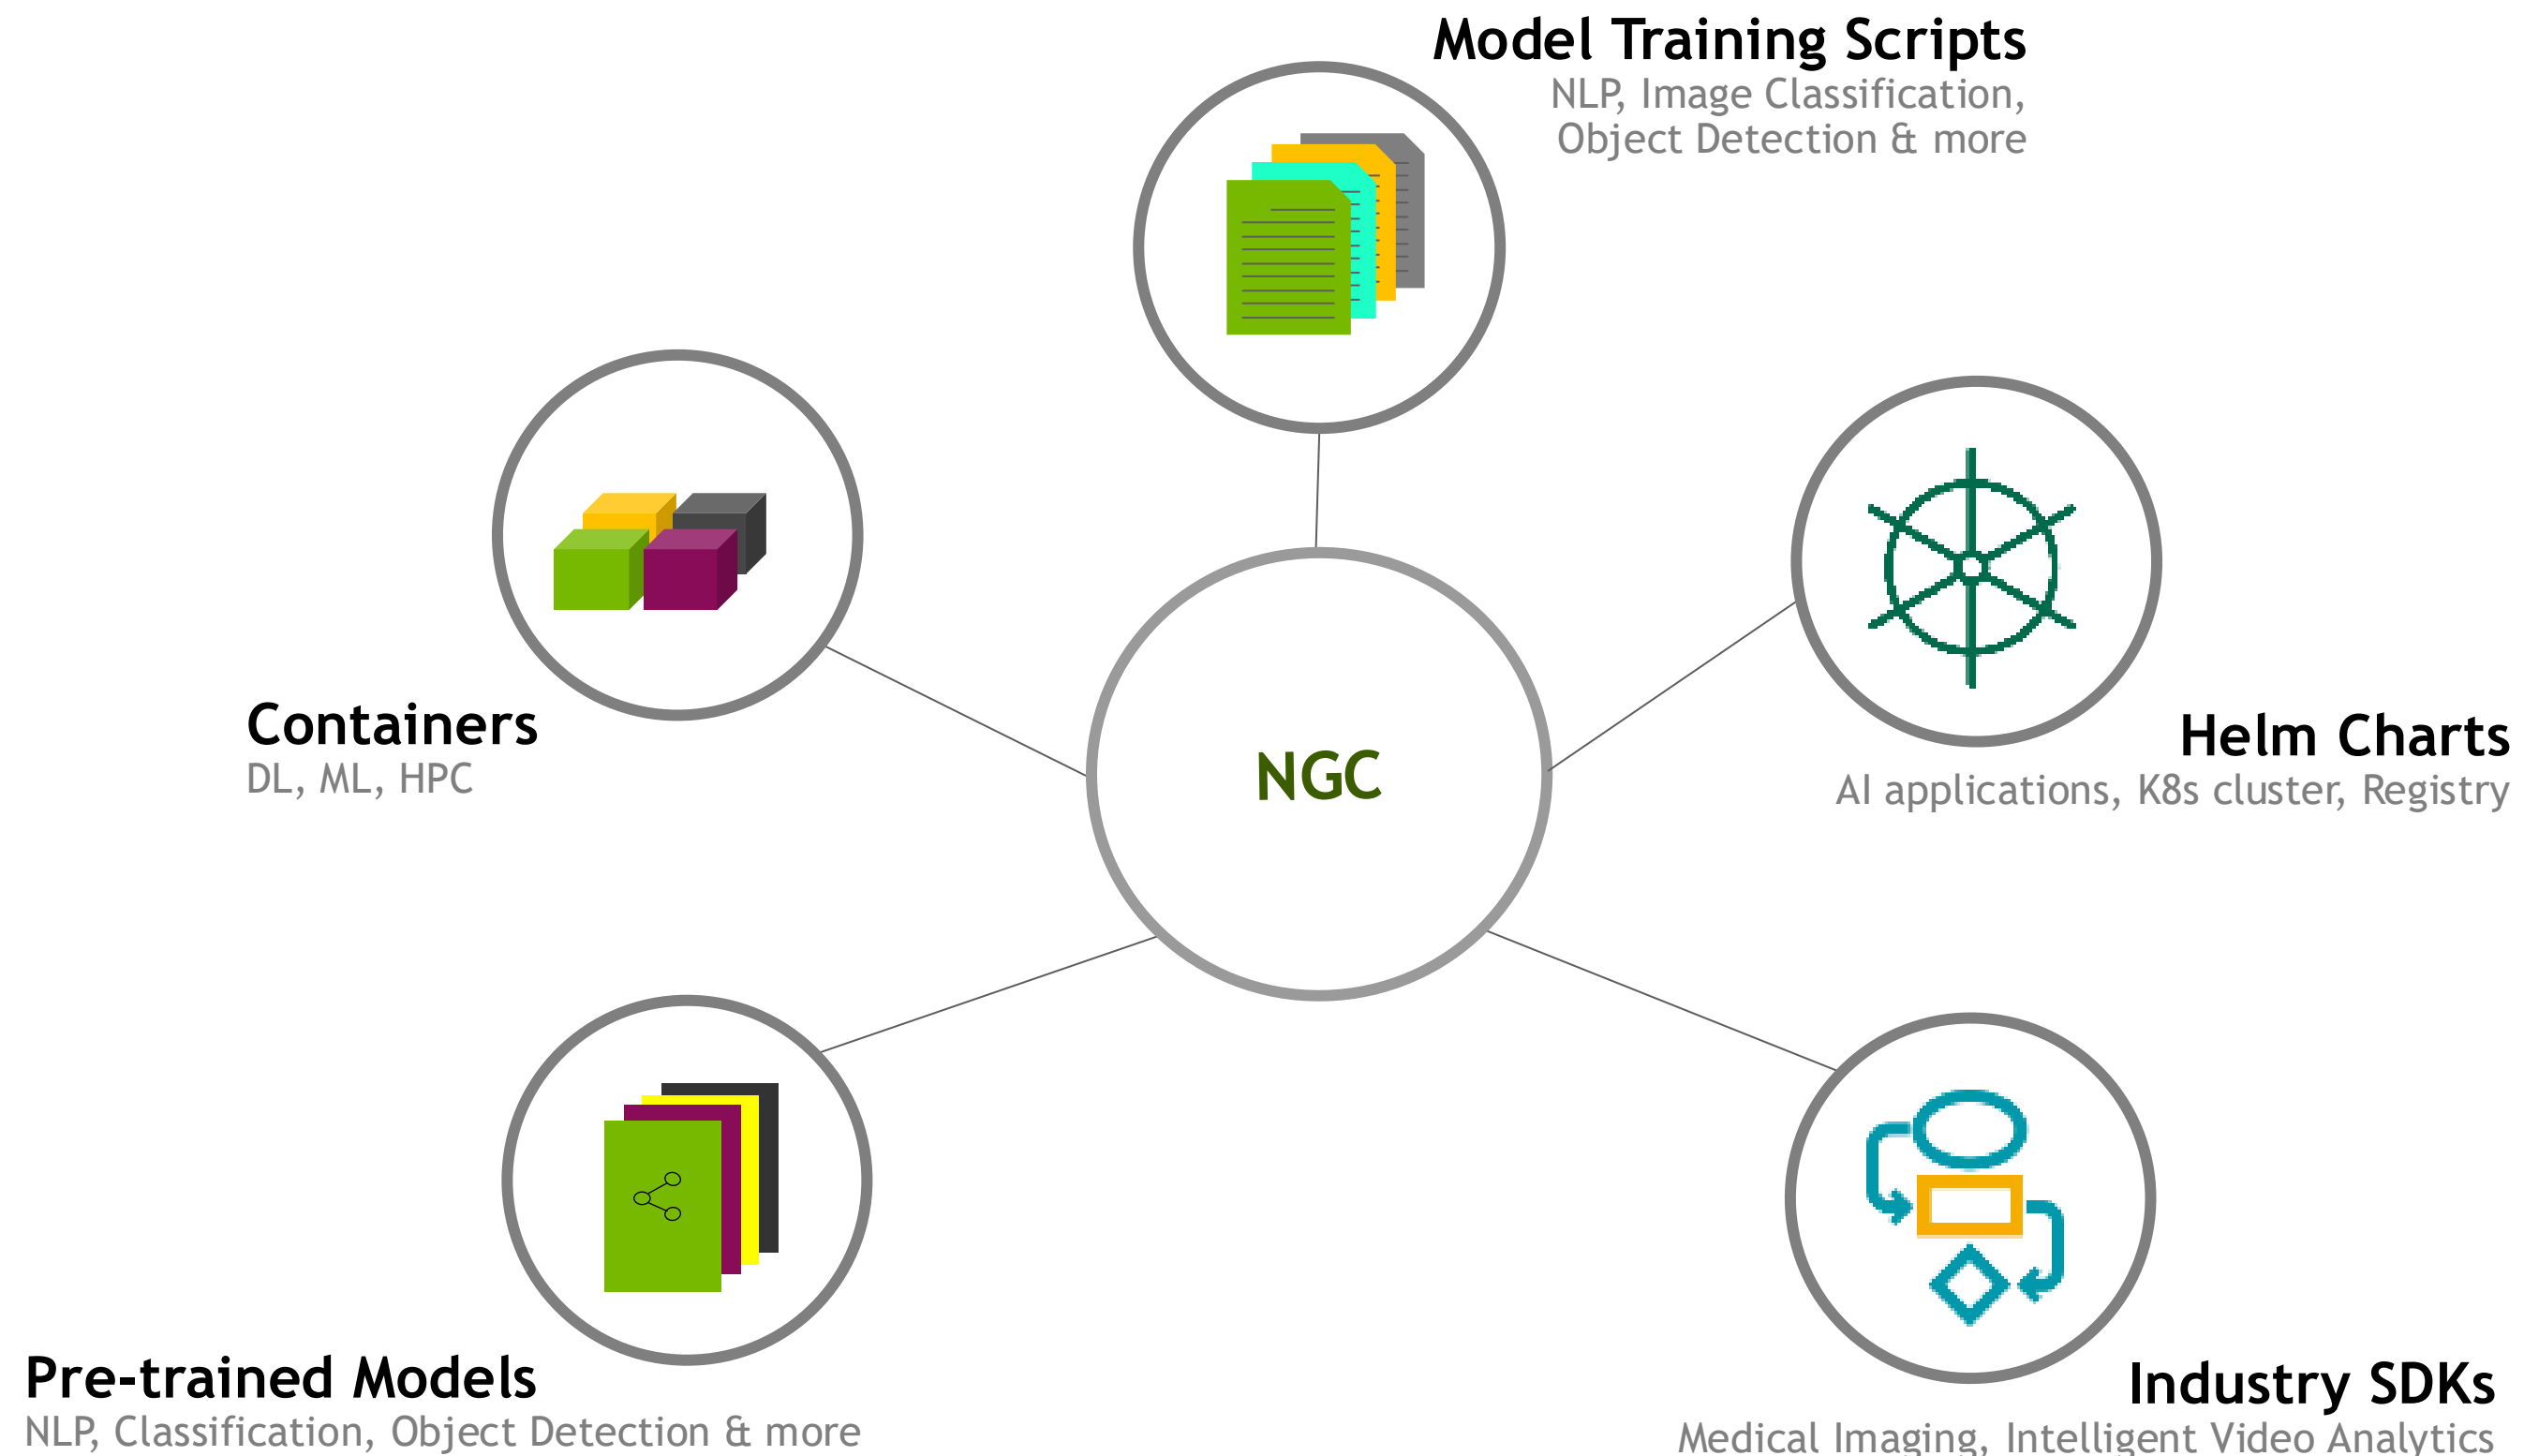 Model Training Scripts
NLP, Image Classification,
Object Detection & more
Containers
DL, ML, HPC
NGC
Helm Charts
AI applications, K8s cluster, Registry
Pre-trained Models
NLP, Classification, Object Detection & more
Industry SDKs
Medical Imaging, Intelligent Video Analytics